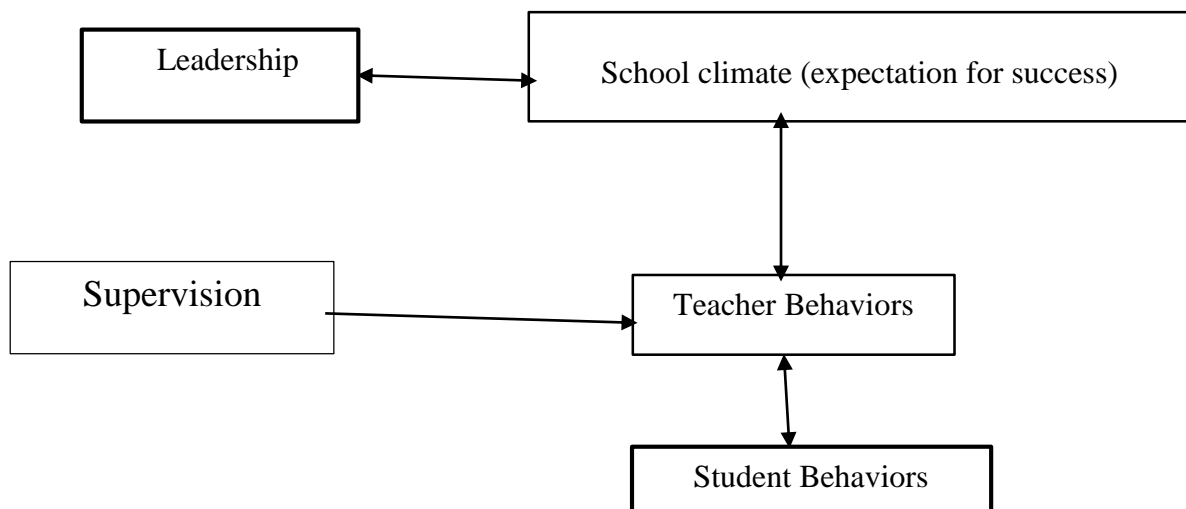 Leadership
School climate (expectation for success)
Supervision
Teacher Behaviors
Student Behaviors